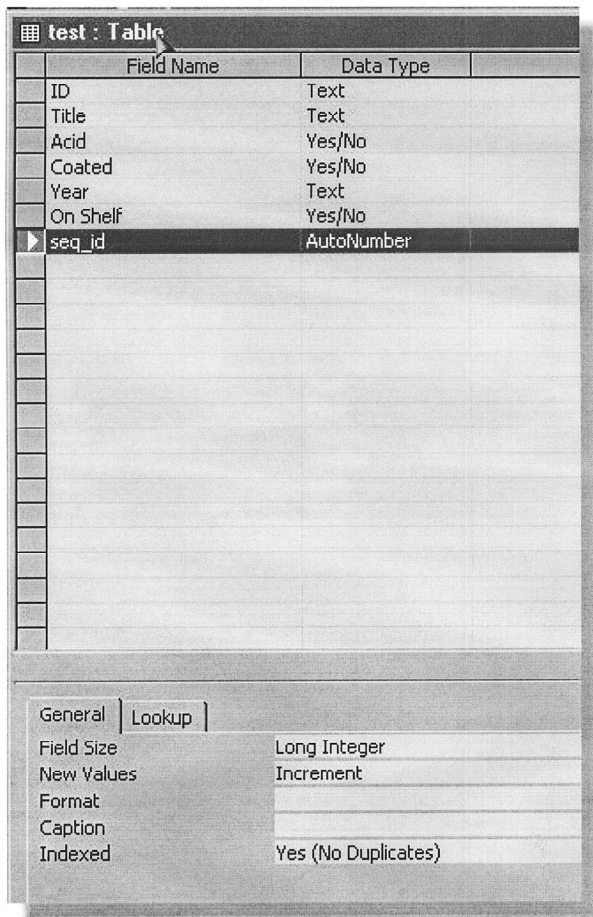 test : Table
Field Name Data Type
ID Text
Title Text
Acid Yes/No
Coated Yes/No
Year Text
On Shelf Yes/No
seq_id AutoNumber
General Lookup
Field Size Long Integer
New Values Increment
Format
Caption
Indexed Yes (No Duplicates)